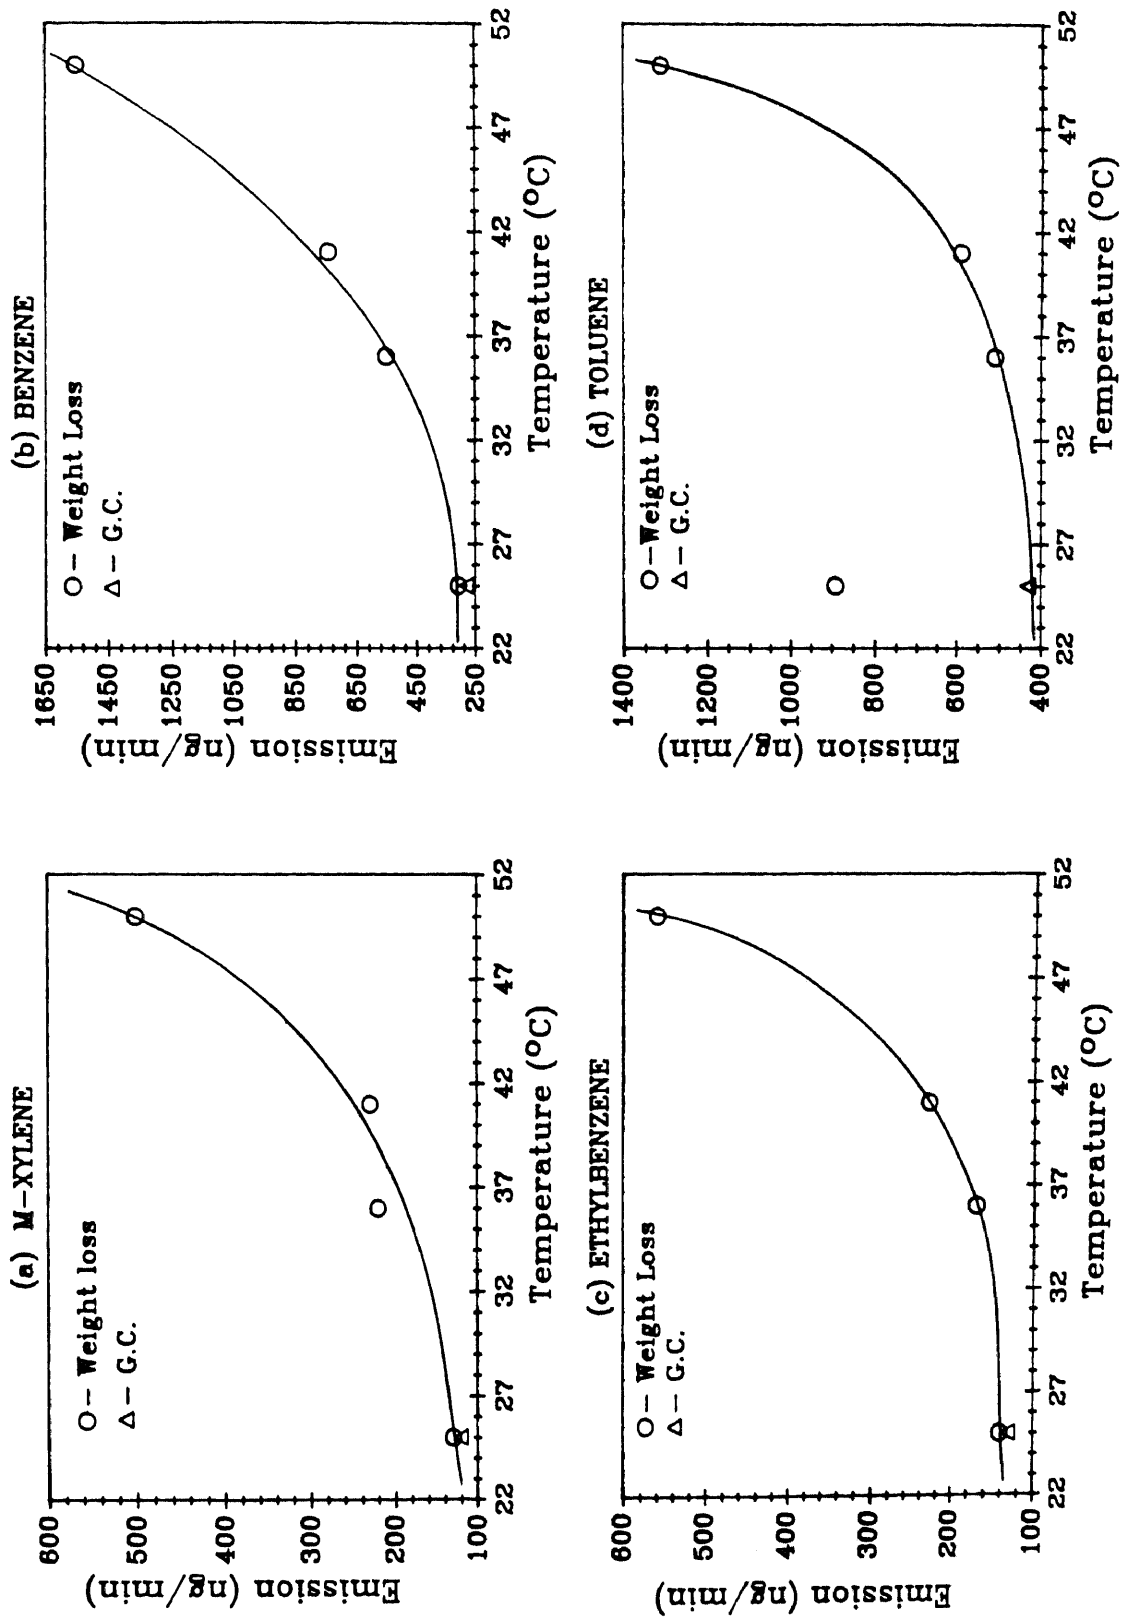 (a) M-XYLENE
O – Weight loss
Δ – G.C.
600
500
400
300
200
100
Emission (ng/min)
22 27 32 37 42 47 52
Temperature (°C)
(b) BENZENE
O – Weight Loss
Δ – G.C.
1650
1450
1250
1050
850
650
450
250
Emission (ng/min)
22 27 32 37 42 47 52
Temperature (°C)
(c) ETHYLBENZENE
O – Weight Loss
Δ – G.C.
600
500
400
300
200
100
Emission (ng/min)
22 27 32 37 42 47 52
Temperature (°C)
(d) TOLUENE
O – Weight Loss
Δ – G.C.
1400
1200
1000
800
600
400
Emission (ng/min)
22 27 32 37 42 47 52
Temperature (°C)